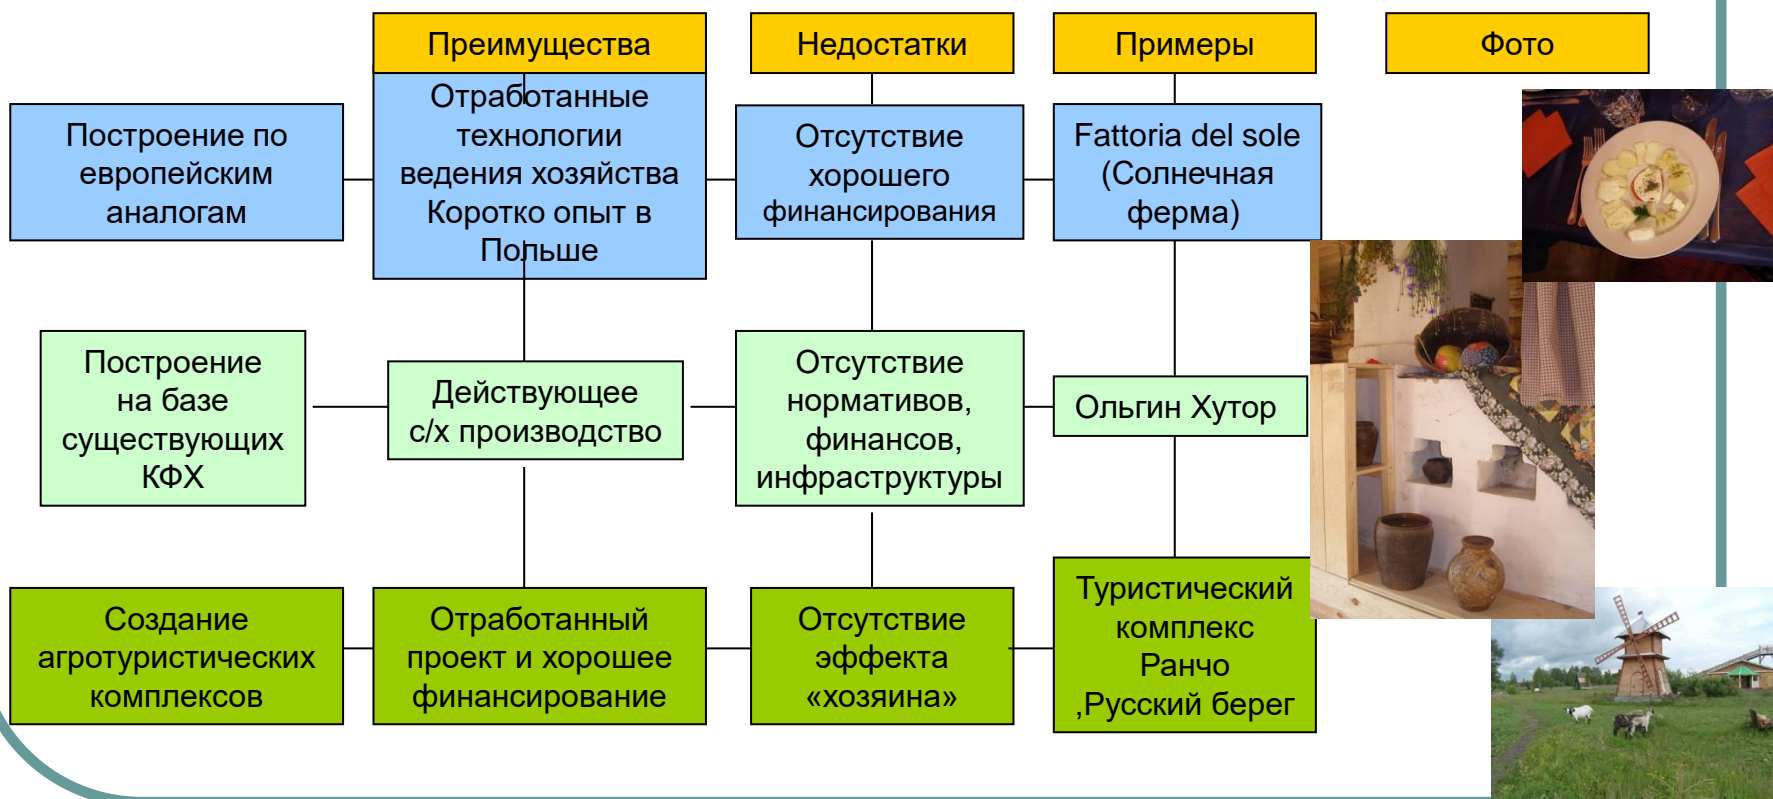 Преимущества
Недостатки
Примеры
Фото
Построение по
европейским
аналогам
Отработанные
технологии
ведения хозяйства
Коротко опыт в
Польше
Отсутствие
хорошего
финансирования
Fattoria del sole
(Солнечная
ферма)
Построение
на базе
существующих
КФХ
Действующее
с/х производство
Отсутствие
нормативов,
финансов,
инфраструктуры
Ольгин Хутор
Создание
агротуристических
комплексов
Отработанный
проект и хорошее
финансирование
Отсутствие
эффекта
«хозяина»
Туристический
комплекс
Ранчо
,Русский берег